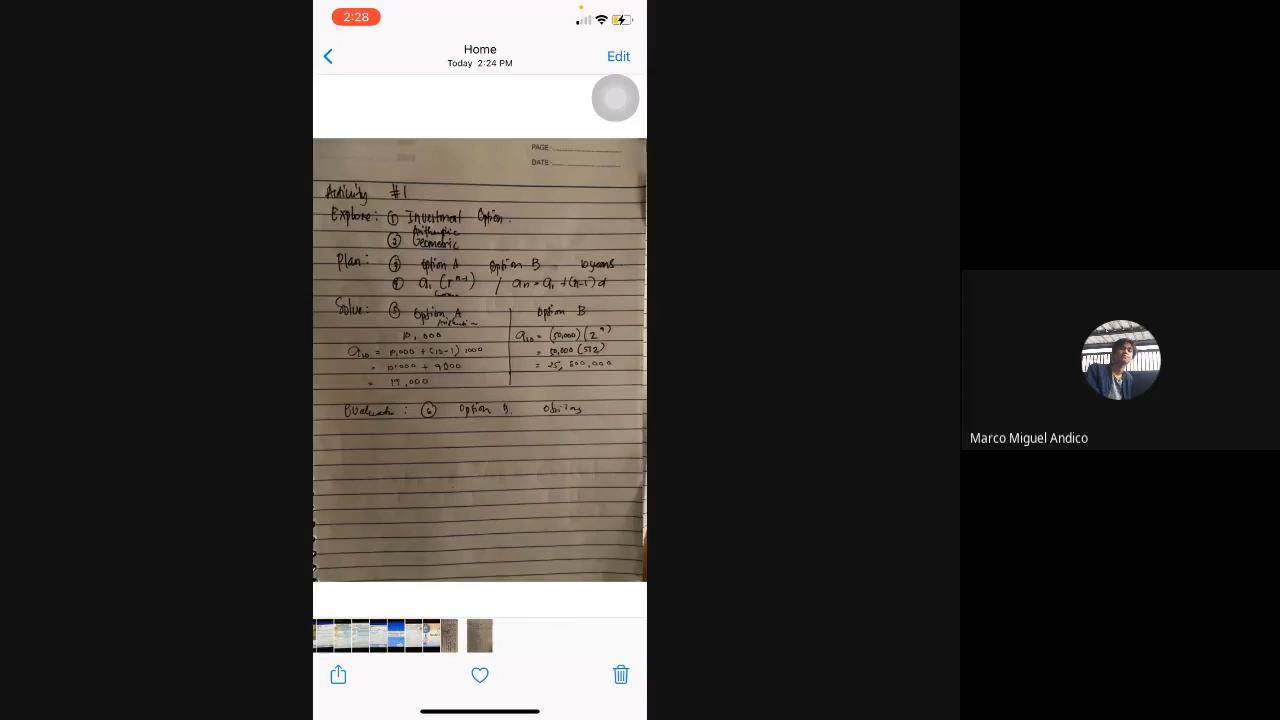 2:28
Home
Edit
Today 2:24 PM
PAGE
DATE
Activity #1
Explore: ① Investment Option.
Arithmetic
② Geometric
Plan: ③ Option A Option B 10 years
④ a₁ (rⁿ⁻¹) / an = a₁ + (n-1) d
Solve: ⑤ Option A Option B
10,000 a₁₀ = (50,000) (2⁹)
a₁₀ = 10,000 + (10-1) 1000 = 50,000 (512)
= 10,000 + 9000 = 25,600,000
= 19,000
Evaluate: ⑥ Option B.
Marco Miguel Andico